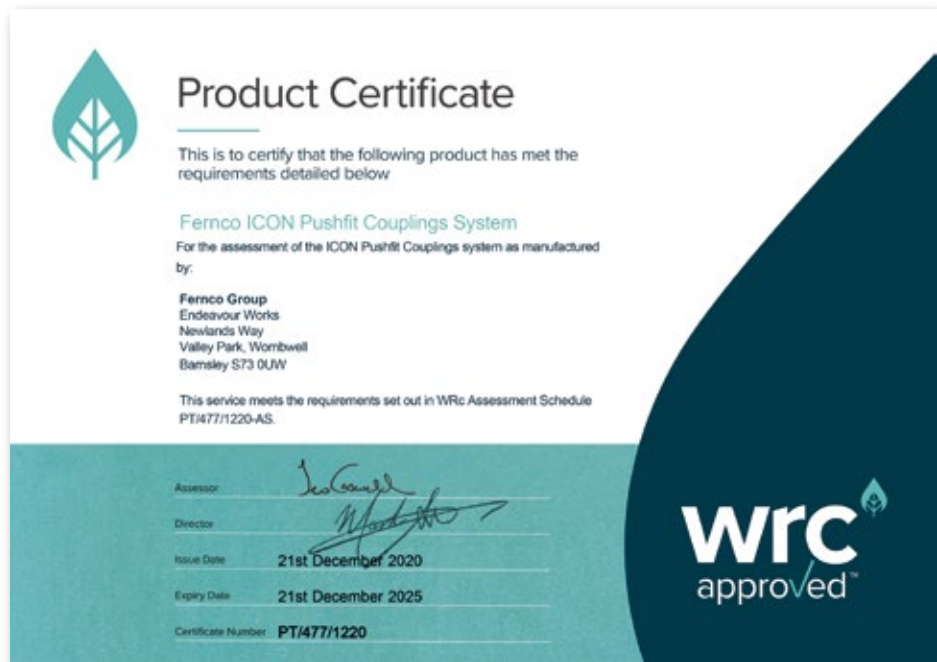 Product Certificate
This is to certify that the following product has met the
requirements detailed below
Fernco ICON Pushfit Couplings System
For the assessment of the ICON Pushfit Couplings system as manufactured
by:
Fernco Group
Endeavour Works
Newlands Way
Valley Park, Wombwell
Barnsley S73 0UW
This service meets the requirements set out in WRc Assessment Schedule
PT/477/1220-AS.
Assessor
Director
Issue Date 21st December 2020
Expiry Date 21st December 2025
Certificate Number PT/477/1220
wrc
approved™